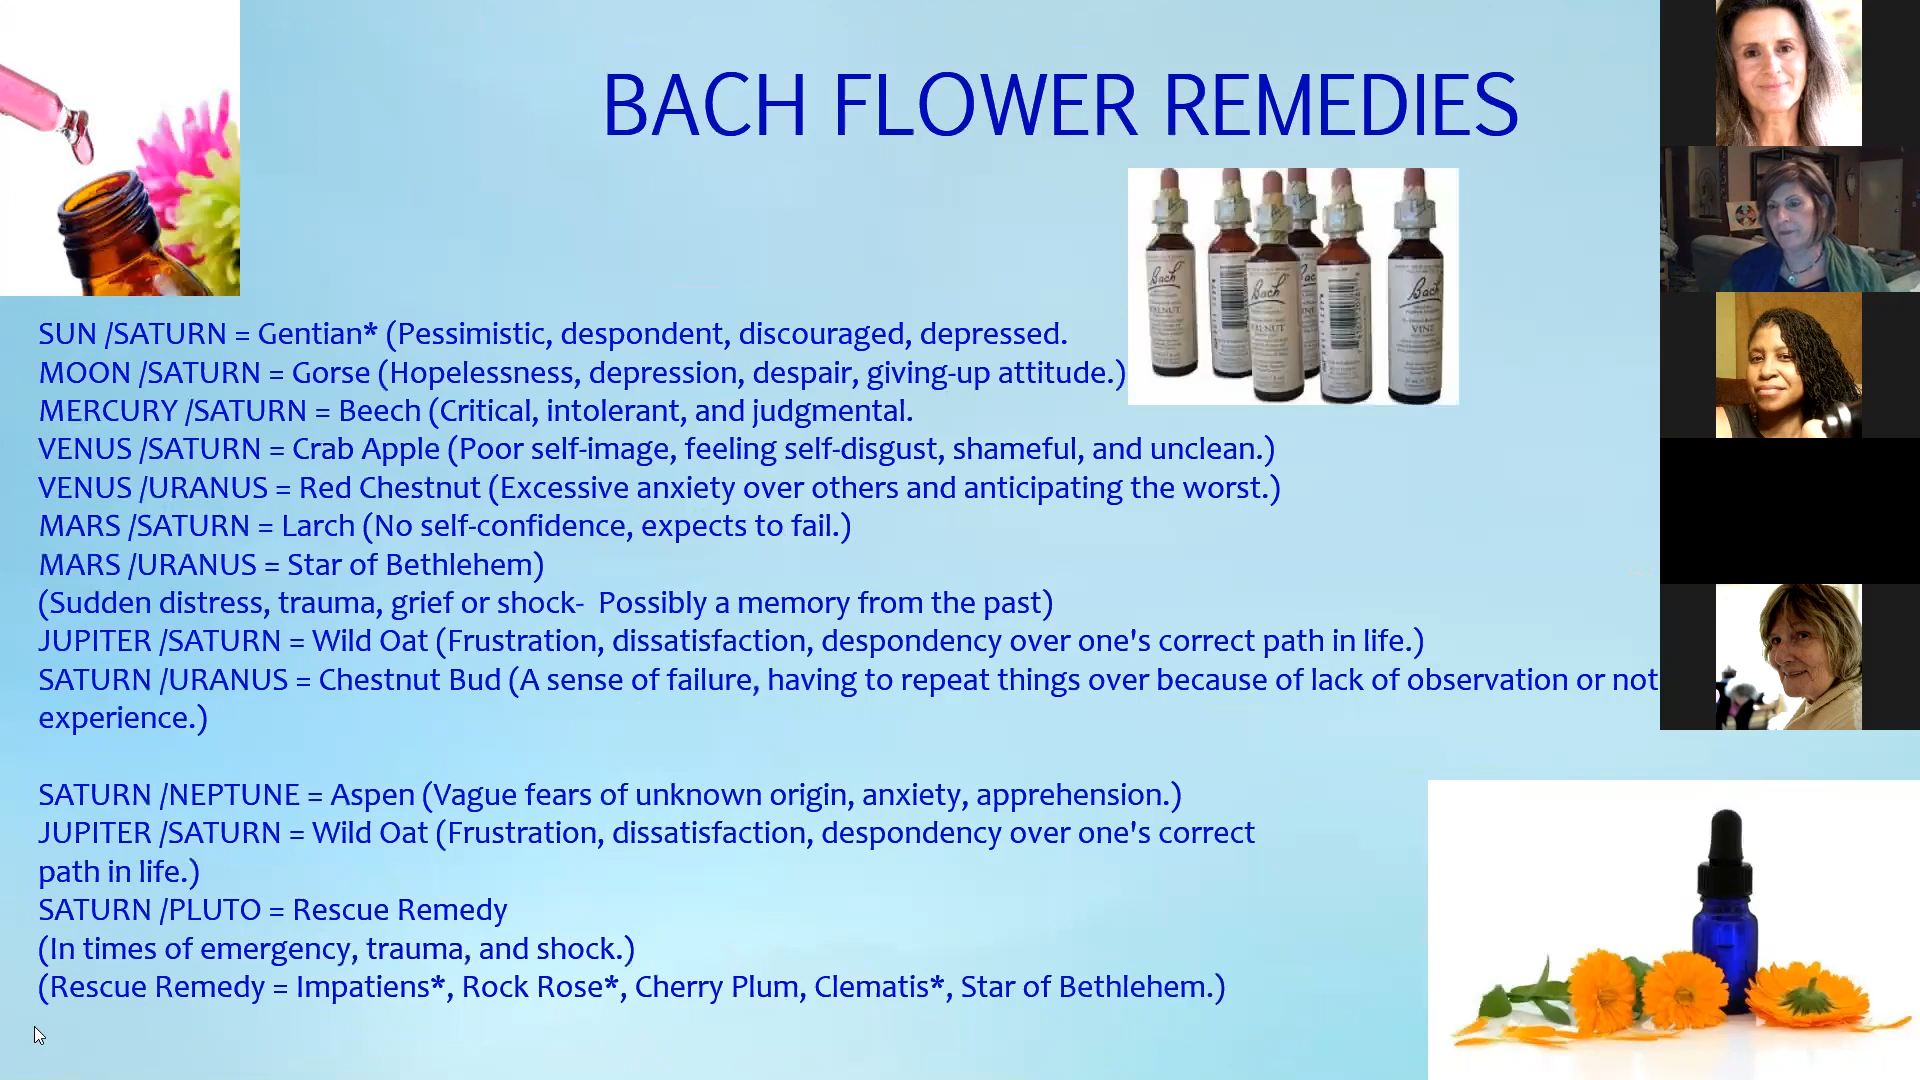 BACH FLOWER REMEDIES
Bach
Bach
Bach
VINE
SUN /SATURN = Gentian* (Pessimistic, despondent, discouraged, depressed.
MOON /SATURN = Gorse (Hopelessness, depression, despair, giving-up attitude.)
MERCURY /SATURN = Beech (Critical, intolerant, and judgmental.
VENUS /SATURN = Crab Apple (Poor self-image, feeling self-disgust, shameful, and unclean.)
VENUS /URANUS = Red Chestnut (Excessive anxiety over others and anticipating the worst.)
MARS /SATURN = Larch (No self-confidence, expects to fail.)
MARS /URANUS = Star of Bethlehem)
(Sudden distress, trauma, grief or shock- Possibly a memory from the past)
JUPITER /SATURN = Wild Oat (Frustration, dissatisfaction, despondency over one's correct path in life.)
SATURN /URANUS = Chestnut Bud (A sense of failure, having to repeat things over because of lack of observation or not
experience.)
SATURN /NEPTUNE = Aspen (Vague fears of unknown origin, anxiety, apprehension.)
JUPITER /SATURN = Wild Oat (Frustration, dissatisfaction, despondency over one's correct
path in life.)
SATURN /PLUTO = Rescue Remedy
(In times of emergency, trauma, and shock.)
(Rescue Remedy = Impatiens*, Rock Rose*, Cherry Plum, Clematis*, Star of Bethlehem.)